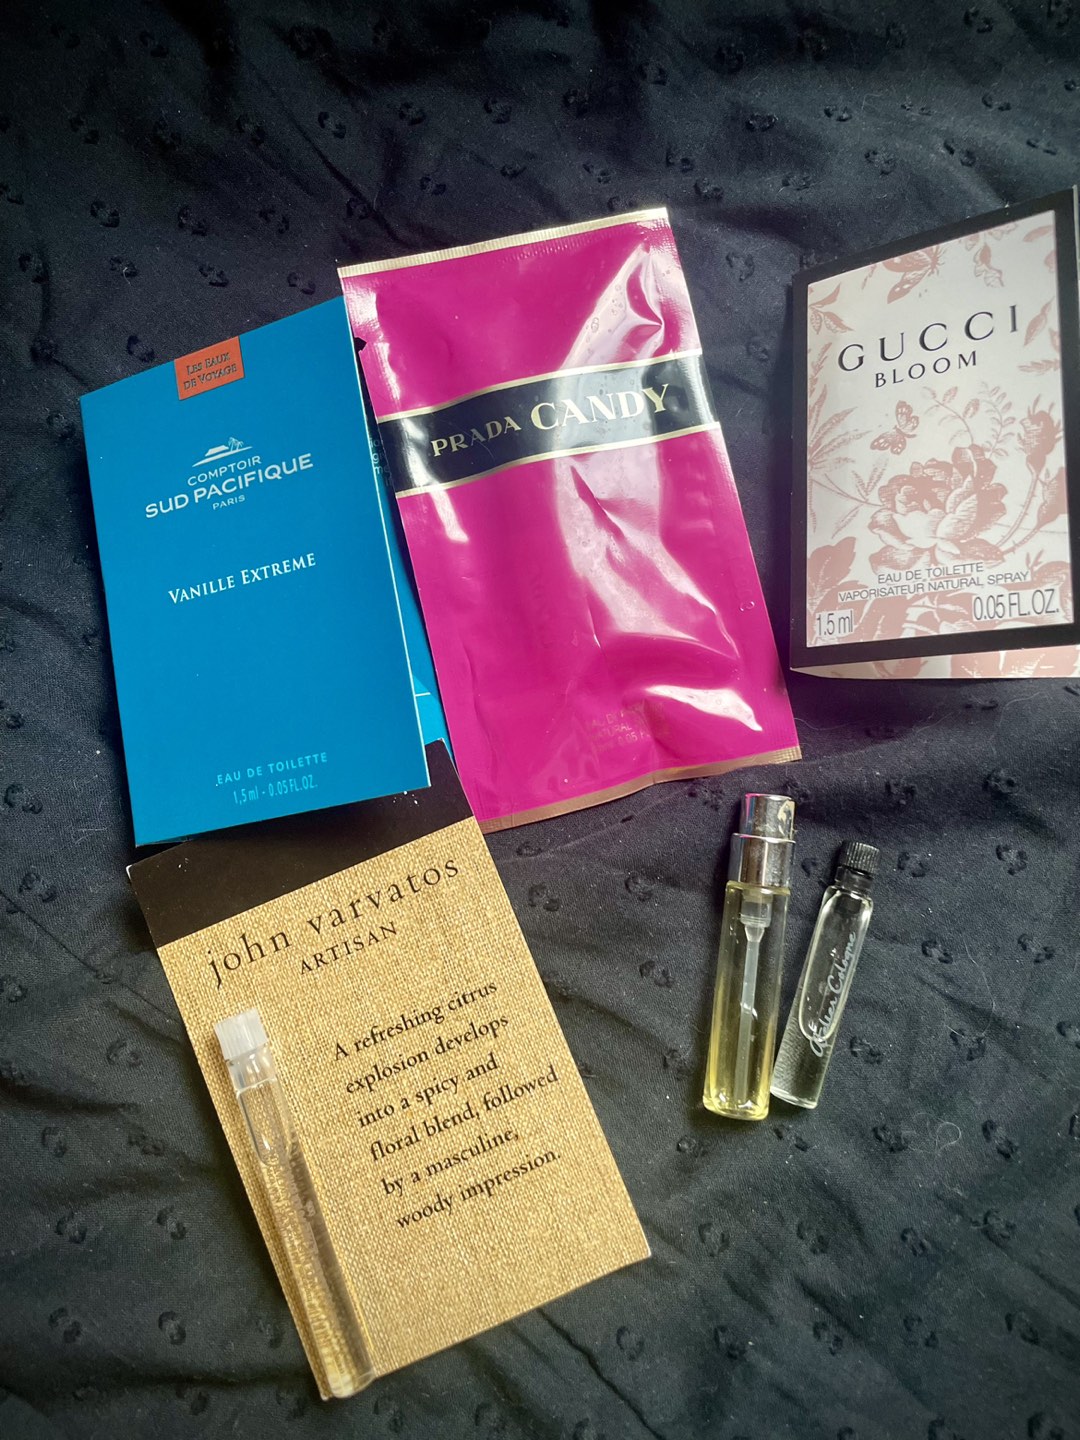 LES EAUX
DE VOYAGE
COMPTOIR
SUD PACIFIQUE
PARIS
VANILLE EXTREME
EAU DE TOILETTE
1,5 ml - 0.05 FL.OZ.
PRADA CANDY
GUCCI
BLOOM
EAU DE TOILETTE
VAPORISATEUR NATURAL SPRAY
1.5 ml 0.05 FL. OZ.
john varvatos
ARTISAN
A refreshing citrus
explosion develops
into a spicy and
floral blend, followed
by a masculine,
woody impression.
Atelier Cologne